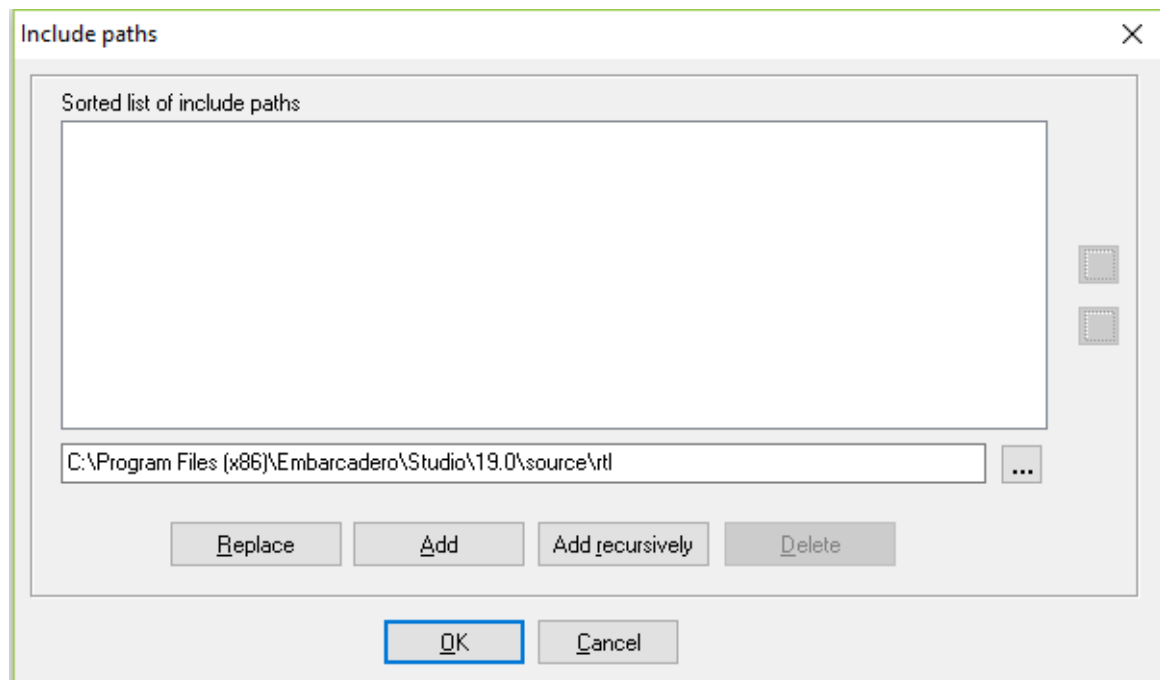 Include paths
Sorted list of include paths
C:\Program Files (x86)\Embarcadero\Studio\19.0\source\rtl
...
Replace Add Add recursively Delete
OK Cancel